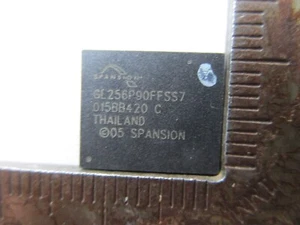 SPANSION
GL256P90FFSS7
015BB420 C
THAILAND
©05 SPANSION